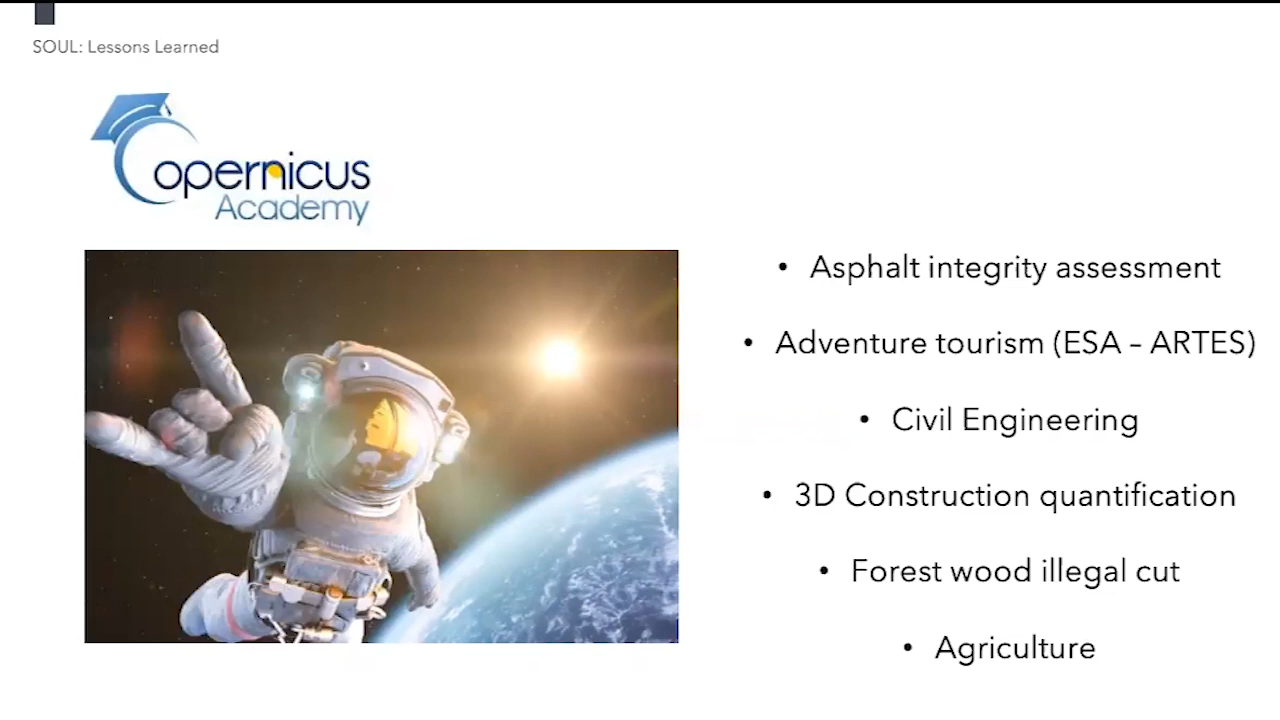 SOUL: Lessons Learned
Copernicus
Academy
• Asphalt integrity assessment
• Adventure tourism (ESA – ARTES)
• Civil Engineering
• 3D Construction quantification
• Forest wood illegal cut
• Agriculture